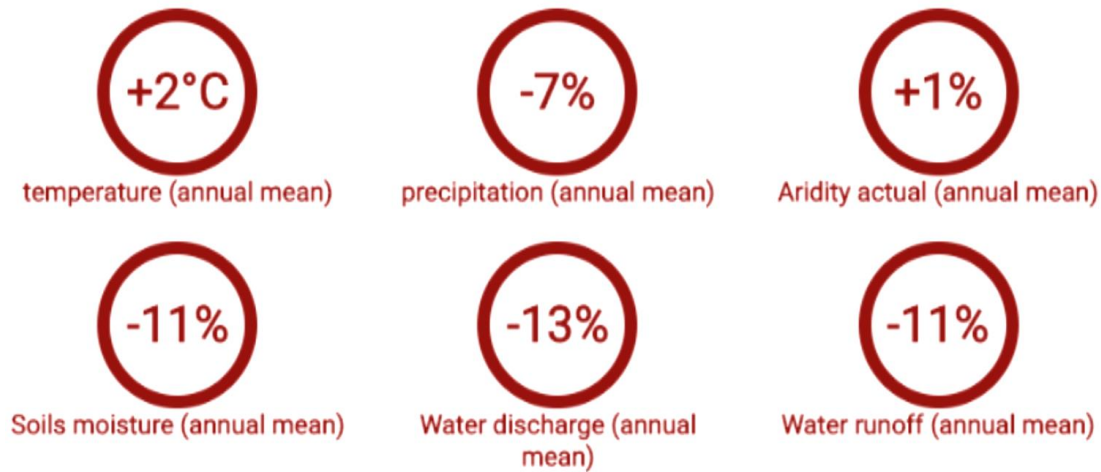 +2°C
-7%
+1%
temperature (annual mean)
precipitation (annual mean)
Aridity actual (annual mean)
-11%
-13%
-11%
Soils moisture (annual mean)
Water discharge (annual
mean)
Water runoff (annual mean)